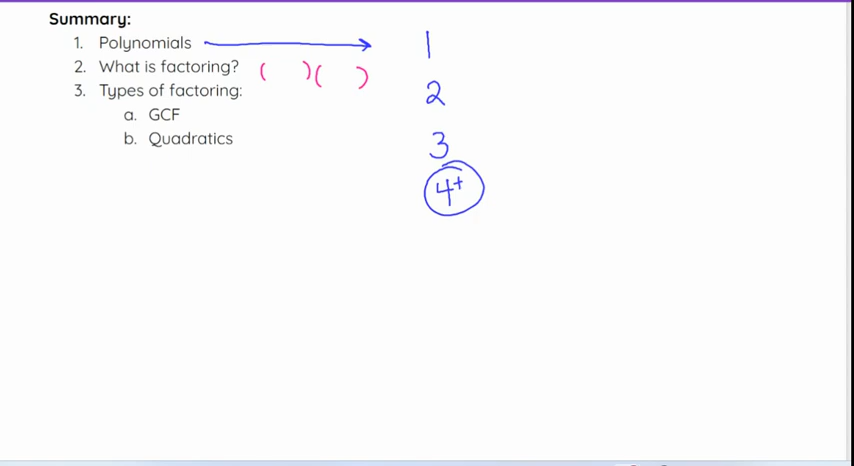 Summary:
1. Polynomials
1
2. What is factoring? ( )( )
2
3. Types of factoring:
a. GCF
b. Quadratics
3
4+